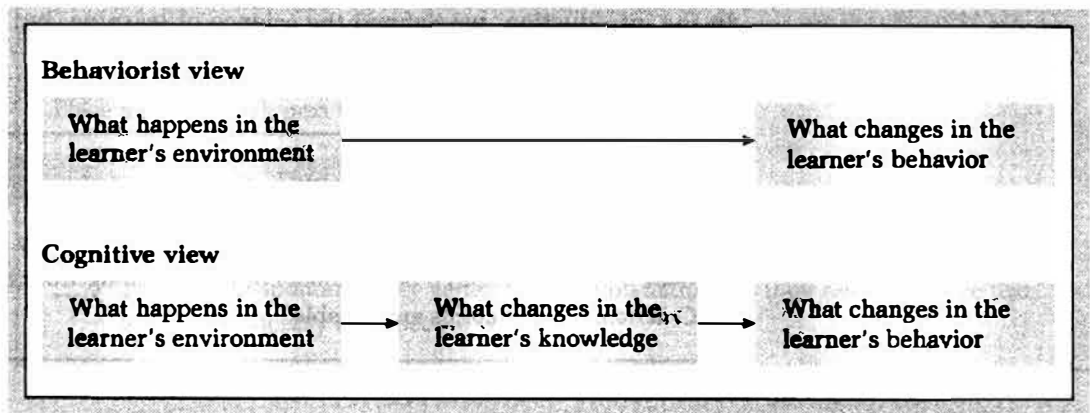 Behaviorist view
What happens in the
learner's environment
What changes in the
learner's behavior
Cognitive view
What happens in the
learner's environment
What changes in the
learner's knowledge
What changes in the
learner's behavior